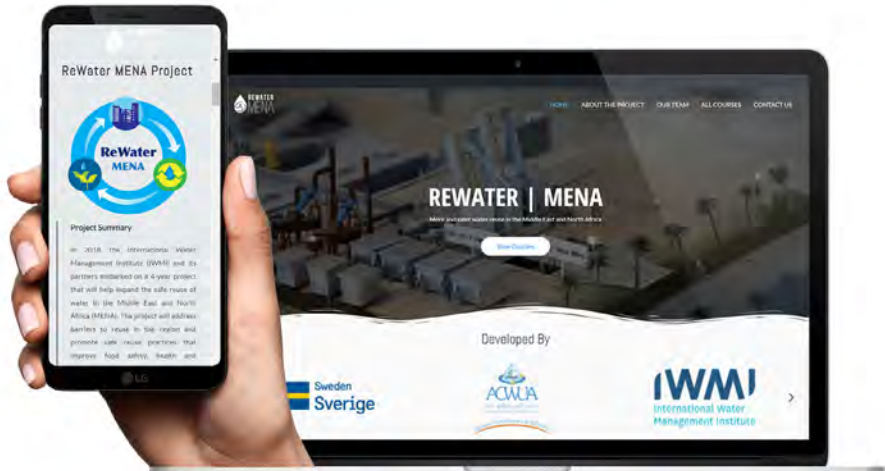 ReWater MENA Project
ReWater
MENA
Project Summary
In 2018 the International Water
Management Institute (IWMI) and its
partners embarked on a 4-year project
that will help expand the safe reuse of
water in the Middle East and North
Africa (MENA). The project will address
barriers to reuse in the region and
promote safe reuse practices that
improve food safety, health and
LG
REWATER
MENA
HOME
ABOUT THE PROJECT
OUR TEAM
ALL COURSES
CONTACT US
REWATER | MENA
More and safer water reuse in the Middle East and North Africa
View Courses
Developed By
Sweden
Sverige
ACWUA
IWMI
International Water
Management Institute